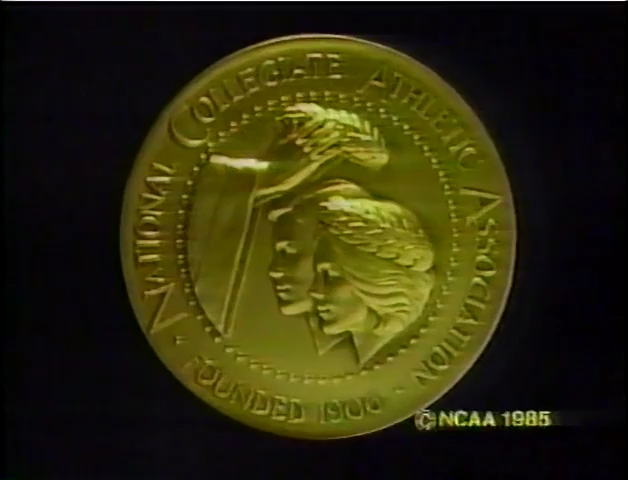 NATIONAL COLLEGIATE ATHLETIC ASSOCIATION
• FOUNDED 1906 •
© NCAA 1985